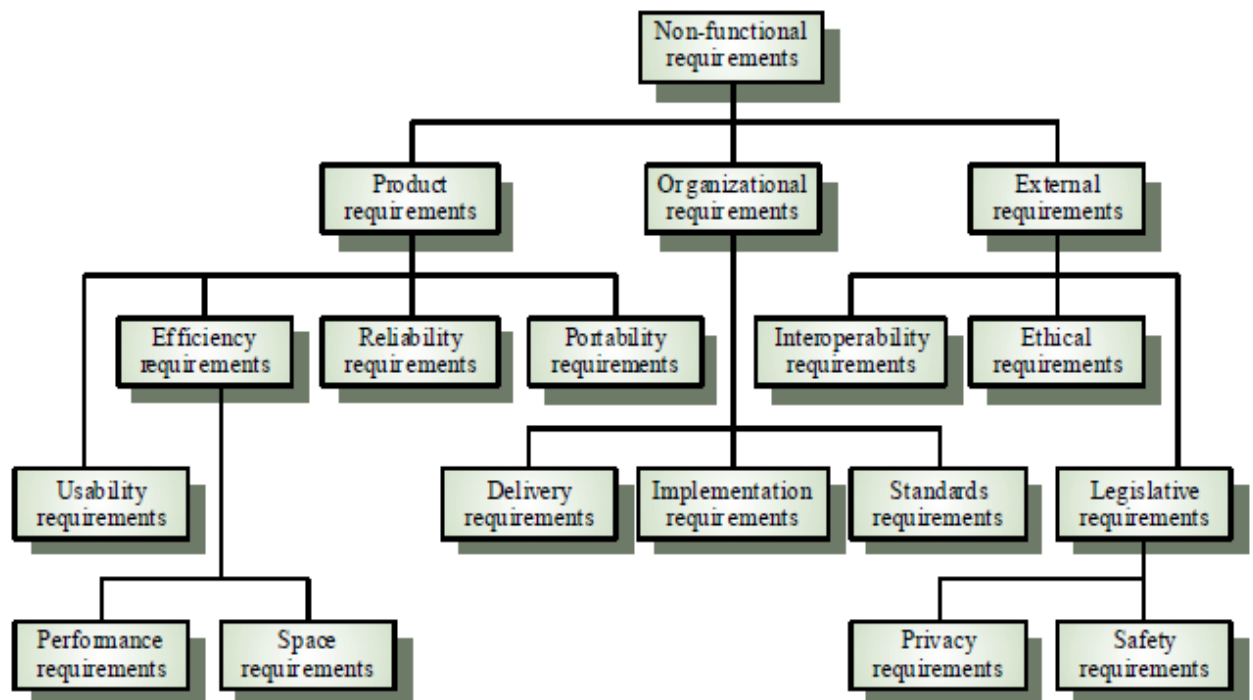 Non-functional
requirements
Product
requirements
Organizational
requirements
External
requirements
Efficiency
requirements
Reliability
requirements
Portability
requirements
Interoperability
requirements
Ethical
requirements
Usability
requirements
Delivery
requirements
Implementation
requirements
Standards
requirements
Legislative
requirements
Performance
requirements
Space
requirements
Privacy
requirements
Safety
requirements